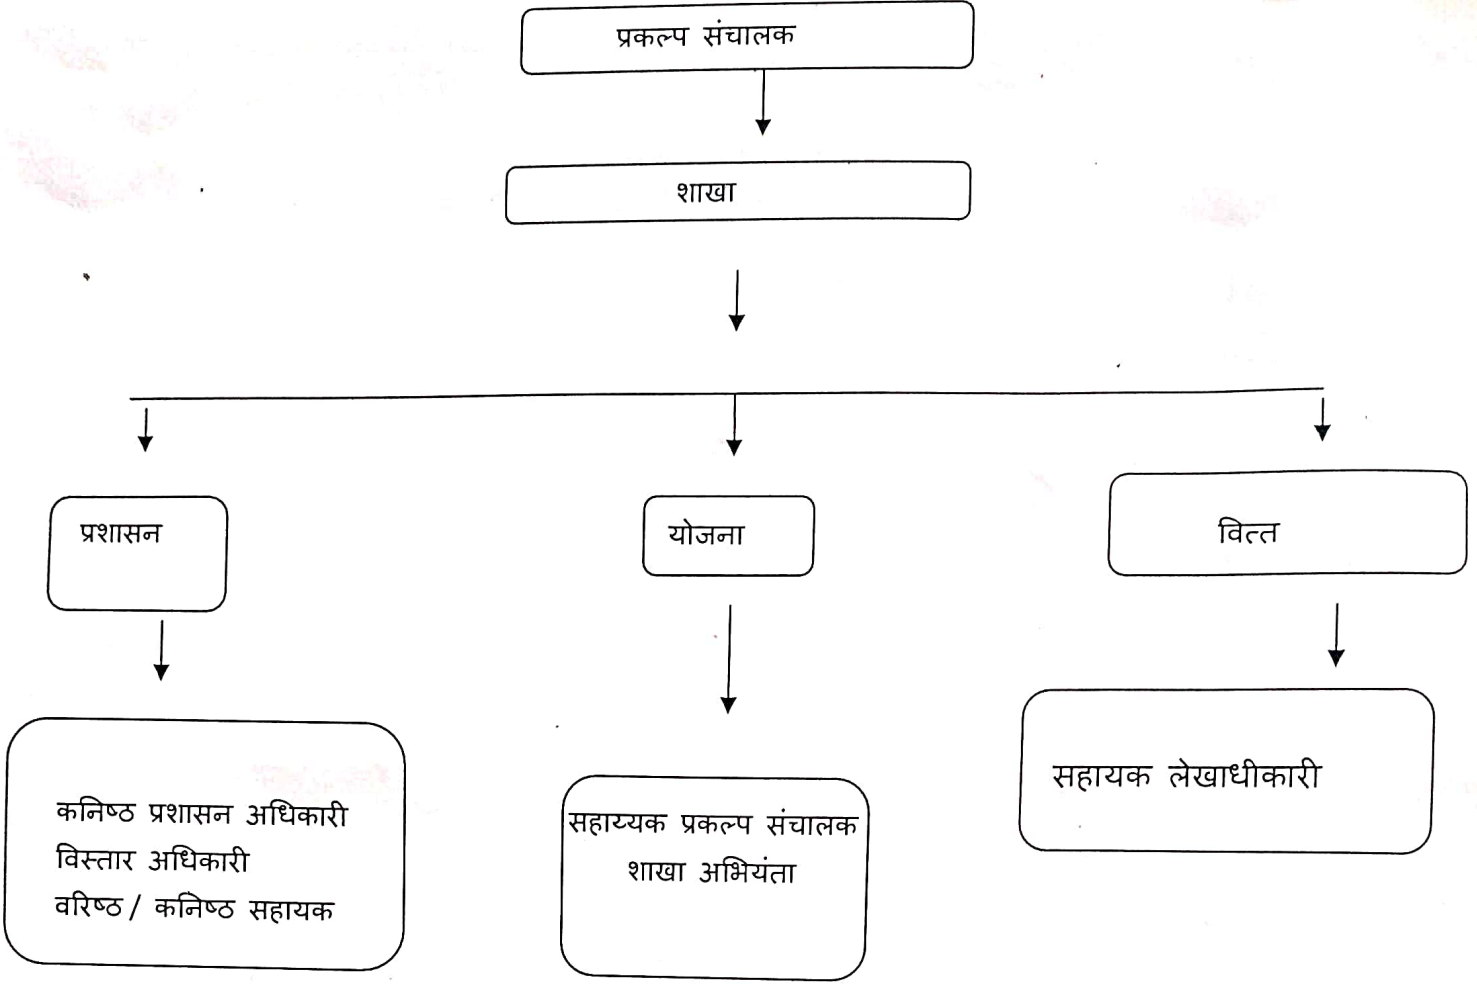 प्रकल्प संचालक
शाखा
प्रशासन
योजना
वित्त
कनिष्ठ प्रशासन अधिकारी
विस्तार अधिकारी
वरिष्ठ / कनिष्ठ सहायक
सहाय्यक प्रकल्प संचालक
शाखा अभियंता
सहायक लेखाधीकारी